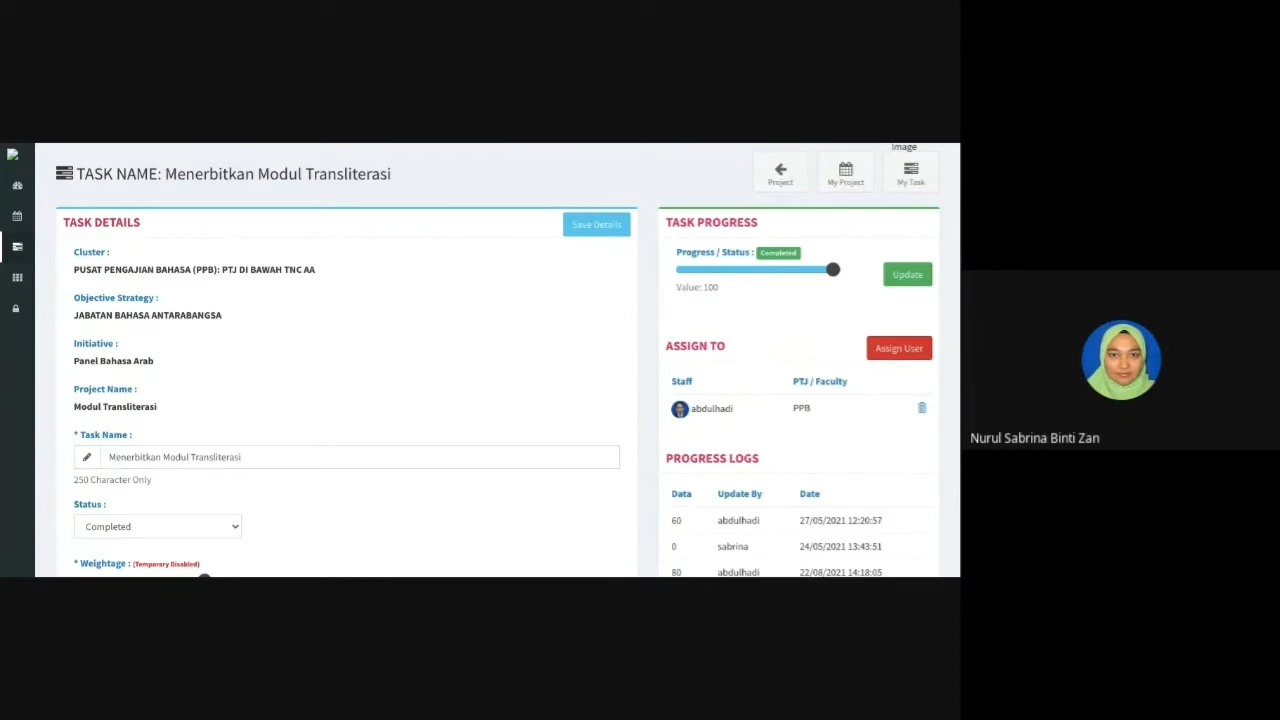 Image
TASK NAME: Menerbitkan Modul Transliterasi
Project
My Project
My Task
TASK DETAILS
Save Details
Cluster :
PUSAT PENGAJIAN BAHASA (PPB): PTJ DI BAWAH TNC AA
Objective Strategy :
JABATAN BAHASA ANTARABANGSA
Initiative :
Panel Bahasa Arab
Project Name :
Modul Transliterasi
* Task Name :
Menerbitkan Modul Transliterasi
250 Character Only
Status :
Completed
* Weightage : (Temporary Disabled)
TASK PROGRESS
Progress / Status : Completed
Update
Value: 100
ASSIGN TO
Assign User
Staff PTJ / Faculty
abdulhadi PPB
PROGRESS LOGS
Data Update By Date
60 abdulhadi 27/05/2021 12:20:57
0 sabrina 24/05/2021 13:43:51
80 abdulhadi 22/08/2021 14:18:05
Nurul Sabrina Binti Zan